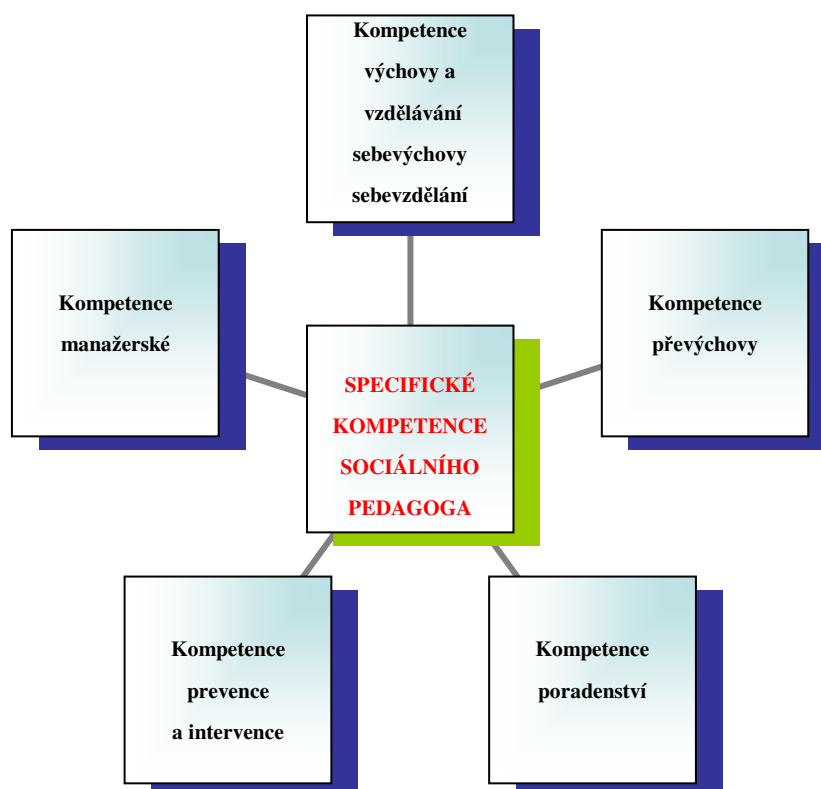 Kompetence
výchovy a
vzdělávání
sebevýchovy
sebevzdělání
Kompetence
manažerské
Kompetence
převýchovy
SPECIFICKÉ
KOMPETENCE
SOCIÁLNÍHO
PEDAGOGA
Kompetence
prevence
a intervence
Kompetence
poradenství